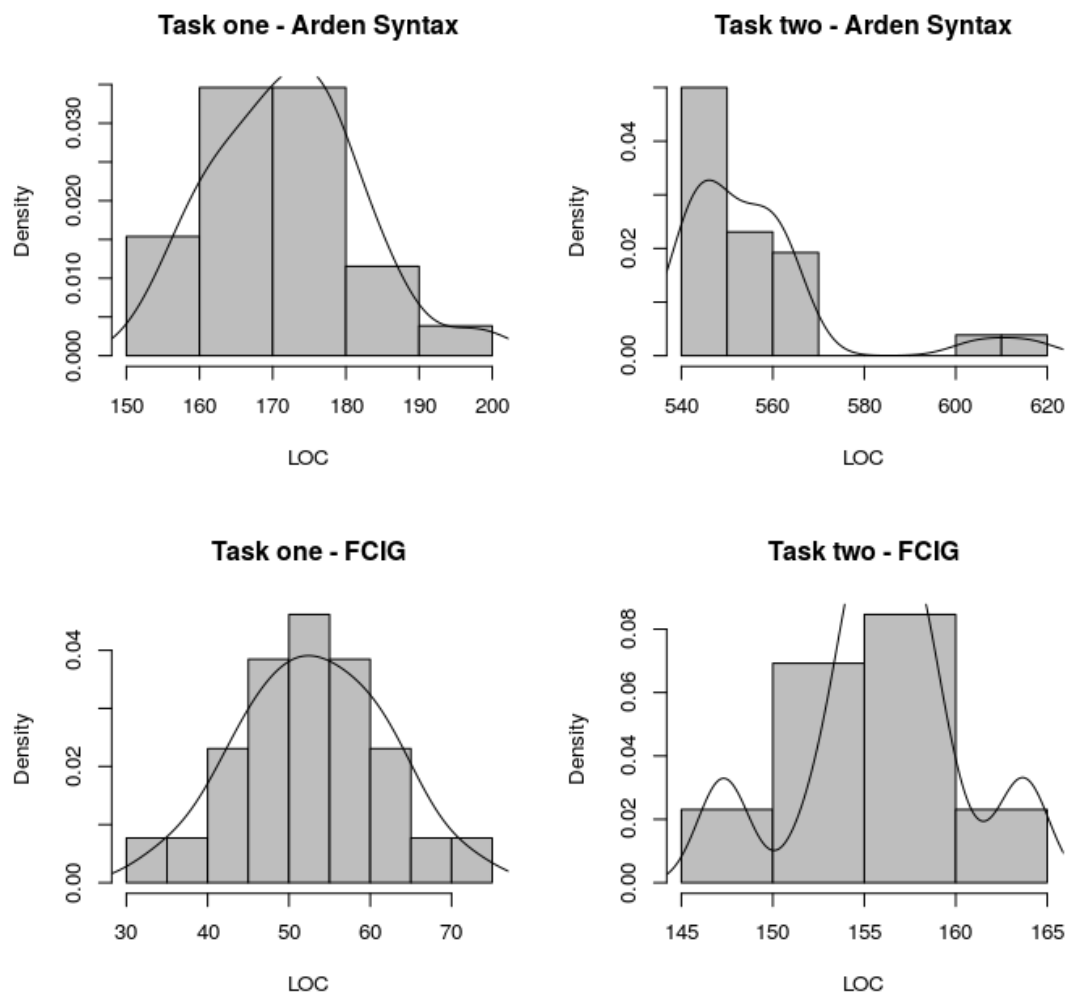 Task one - Arden Syntax
Density
0.000 0.010 0.020 0.030
150 160 170 180 190 200
LOC
Task two - Arden Syntax
Density
0.00 0.02 0.04
540 560 580 600 620
LOC
Task one - FCIG
Density
0.00 0.02 0.04
30 40 50 60 70
LOC
Task two - FCIG
Density
0.00 0.02 0.04 0.06 0.08
145 150 155 160 165
LOC